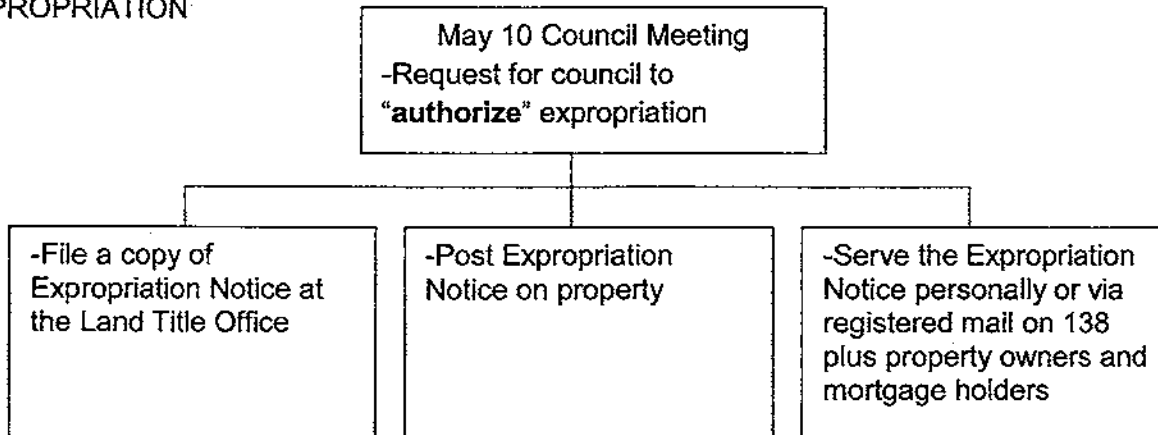 PROPRIATION
May 10 Council Meeting
-Request for council to
“authorize” expropriation
-File a copy of
Expropriation Notice at
the Land Title Office
-Post Expropriation
Notice on property
-Serve the Expropriation
Notice personally or via
registered mail on 138
plus property owners and
mortgage holders